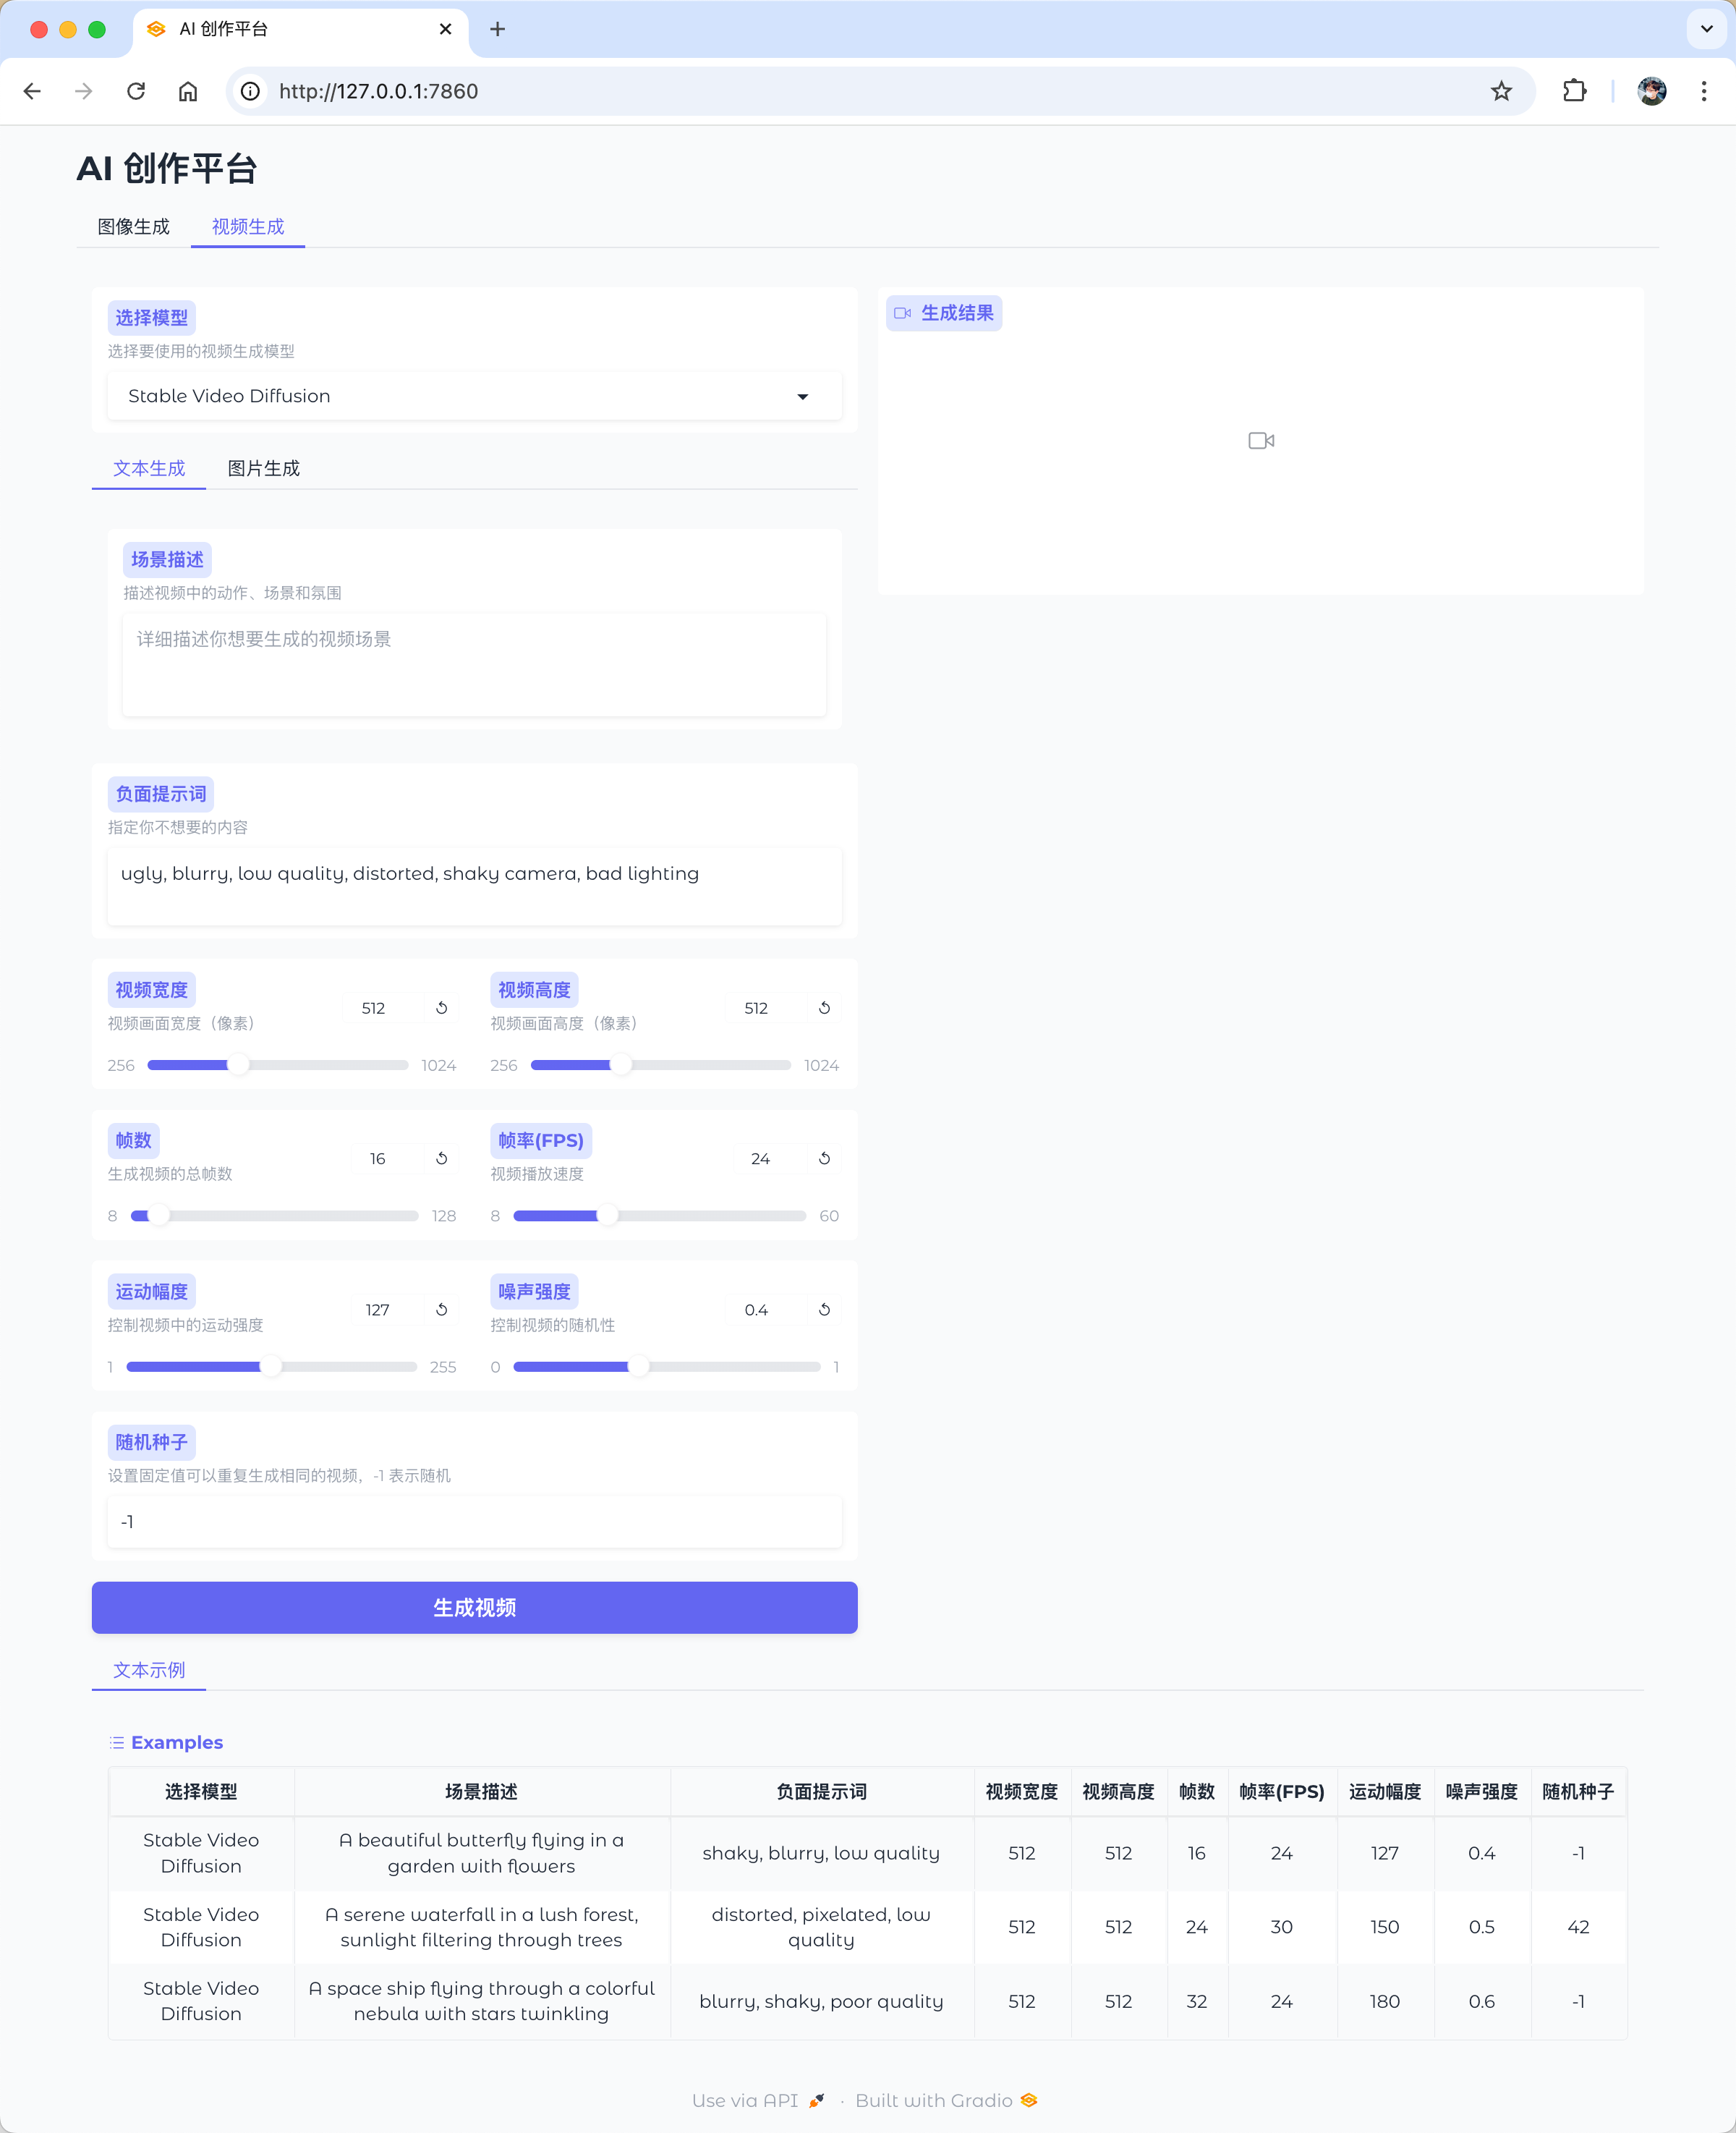 AI 创作平台
http://127.0.0.1:7860
AI 创作平台
图像生成
视频生成
选择模型
选择要使用的视频生成模型
Stable Video Diffusion
生成结果
文本生成
图片生成
场景描述
描述视频中的动作、场景和氛围
详细描述你想要生成的视频场景
负面提示词
指定你不想要的内容
ugly, blurry, low quality, distorted, shaky camera, bad lighting
视频宽度
视频画面宽度（像素）
512
256
1024
视频高度
视频画面高度（像素）
512
256
1024
帧数
生成视频的总帧数
16
8
128
帧率(FPS)
视频播放速度
24
8
60
运动幅度
控制视频中的运动强度
127
1
255
噪声强度
控制视频的随机性
0.4
0
1
随机种子
设置固定值可以重复生成相同的视频，-1 表示随机
-1
生成视频
文本示例
Examples
选择模型 场景描述 负面提示词 视频宽度 视频高度 帧数 帧率(FPS) 运动幅度 噪声强度 随机种子
Stable Video
Diffusion
A beautiful butterfly flying in a
garden with flowers
shaky, blurry, low quality
512 512 16 24 127 0.4 -1
Stable Video
Diffusion
A serene waterfall in a lush forest,
sunlight filtering through trees
distorted, pixelated, low
quality
512 512 24 30 150 0.5 42
Stable Video
Diffusion
A space ship flying through a colorful
nebula with stars twinkling
blurry, shaky, poor quality
512 512 32 24 180 0.6 -1
Use via API · Built with Gradio